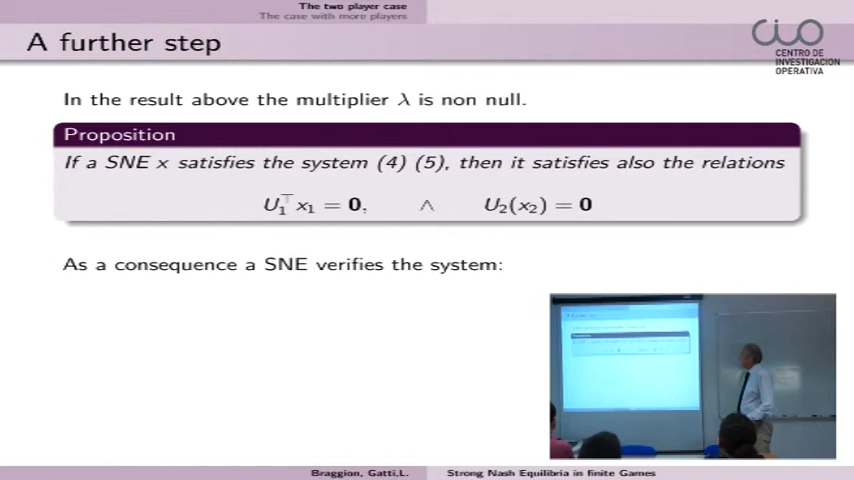 The two player case
The case with more players
A further step
CENTRO DE
INVESTIGACION
OPERATIVA
In the result above the multiplier λ is non null.
Proposition
If a SNE x satisfies the system (4) (5), then it satisfies also the relations
U₁⊤x₁ = 0, ∧ U₂(x₂) = 0
As a consequence a SNE verifies the system:
Braggion, Gatti,L. Strong Nash Equilibria in finite Games